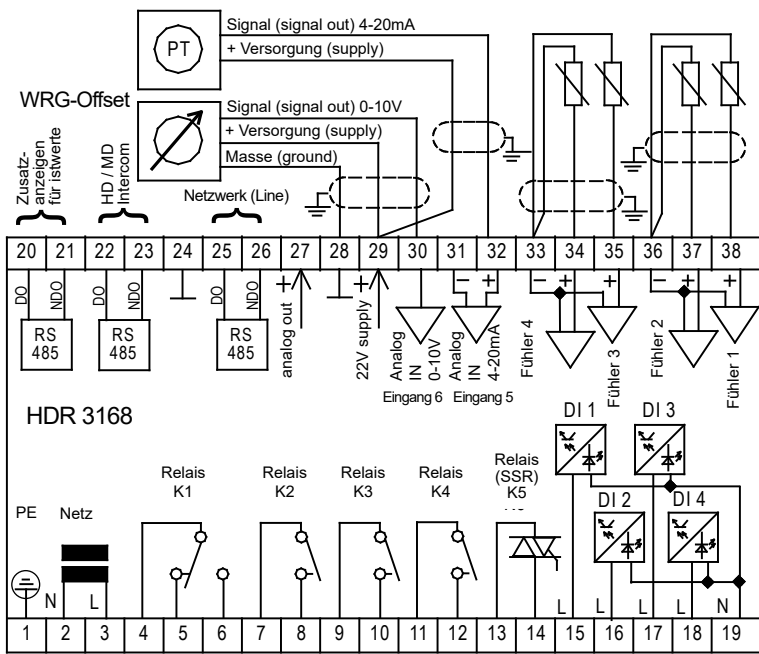 PT
Signal (signal out) 4-20mA
+ Versorgung (supply)
WRG-Offset
Signal (signal out) 0-10V
+ Versorgung (supply)
Masse (ground)
Zusatz-
anzeigen
für istwerte
HD / MD
Intercom
Netzwerk (Line)
20 21 22 23 24 25 26 27 28 29 30 31 32 33 34 35 36 37 38
DO NDO DO NDO DO NDO + + - + - + + - + +
RS
485
RS
485
RS
485
analog out
22V supply
Analog
IN
0-10V
Eingang 6
Analog
IN
4-20mA
Eingang 5
Fühler 4
Fühler 3
Fühler 2
Fühler 1
HDR 3168
DI 1
DI 3
DI 2
DI 4
PE
Netz
Relais
K1
Relais
K2
Relais
K3
Relais
K4
Relais
(SSR)
K5
N L L L L L N
1 2 3 4 5 6 7 8 9 10 11 12 13 14 15 16 17 18 19